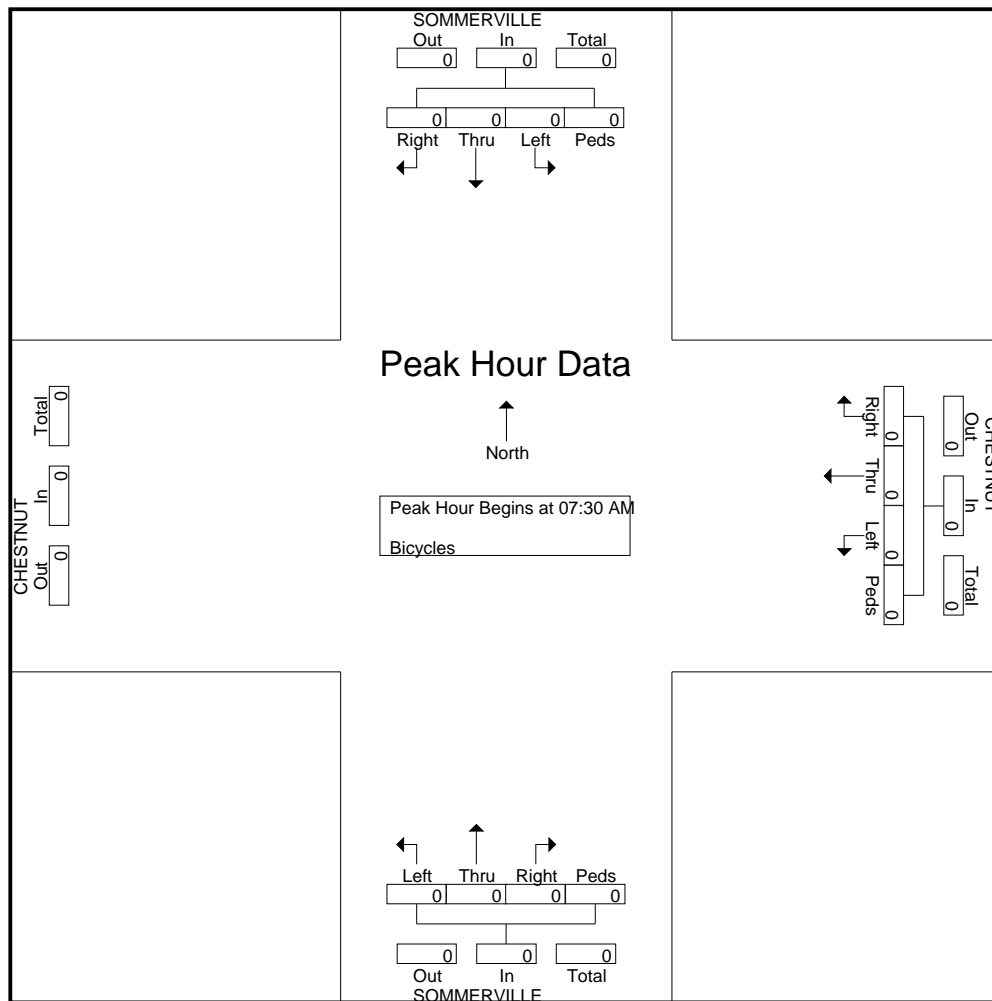 SOMMERVILLE
Out In Total
0 0 0
0 0 0 0
Right Thru Left Peds
Peak Hour Data
North
Peak Hour Begins at 07:30 AM
Bicycles
CHESTNUT
Out In Total
0 0 0
Right Thru Left Peds
0 0 0 0
Out In Total
0 0 0
CHESTNUT
Left Thru Right Peds
0 0 0 0
0 0 0
Out In Total
SOMMERVILLE